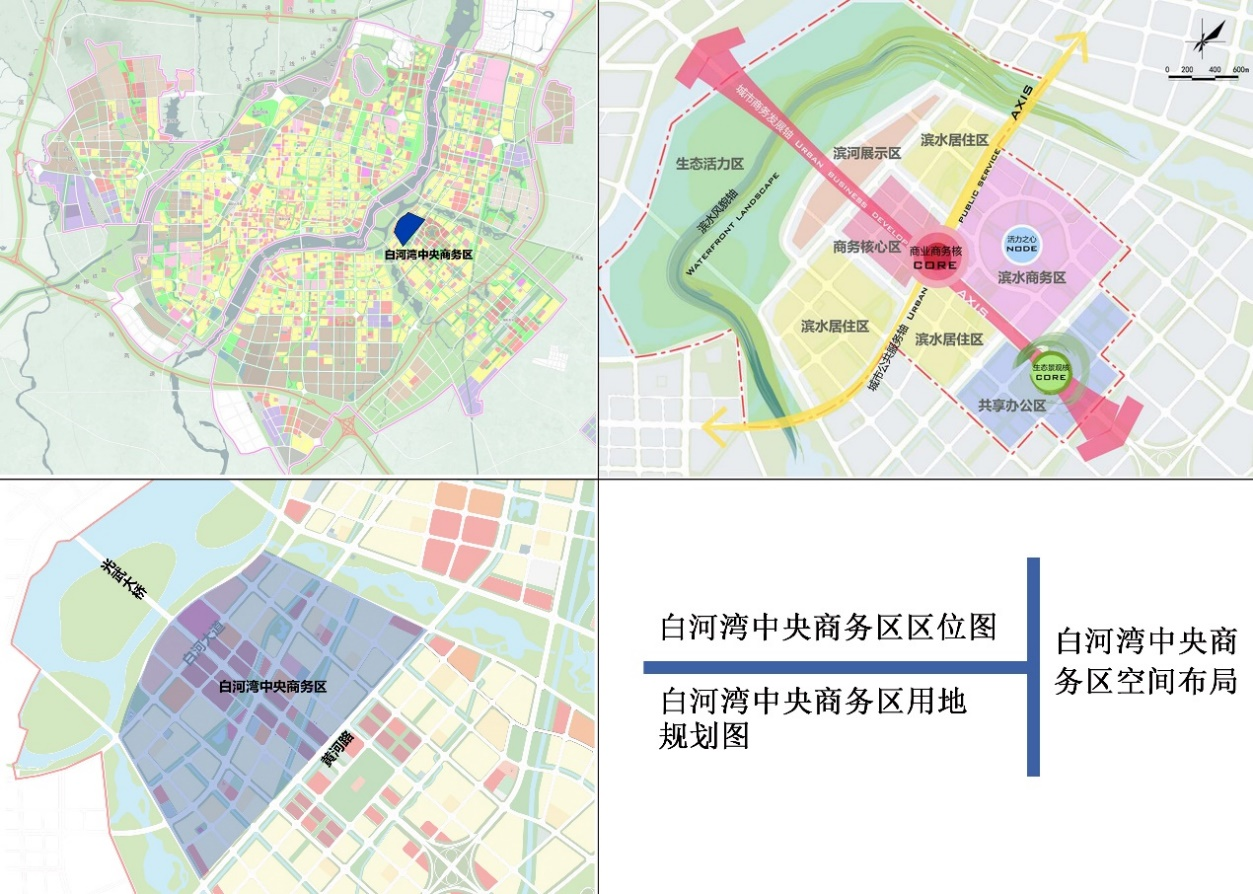 白河湾中央商务区
0 200 400 600m
AXIS
滨水居住区
滨河展示区
生态活力区
城市商务发展轴 URBAN BUSINESS DEVELO
PUBLIC SERVICE
滨水风貌轴
WATERFRONT LANDSCAPE
活力之心
NODE
商务核心区
商业商务核
CORE
滨水商务区
AXIS
URBAN
滨水居住区
滨水居住区
城市公共服务轴
生态景观核
CORE
共享办公区
光武大桥
白河大道
白河湾中央商务区
黄河路
白河湾中央商务区区位图
白河湾中央商务区用地
规划图
白河湾中央商
务区空间布局